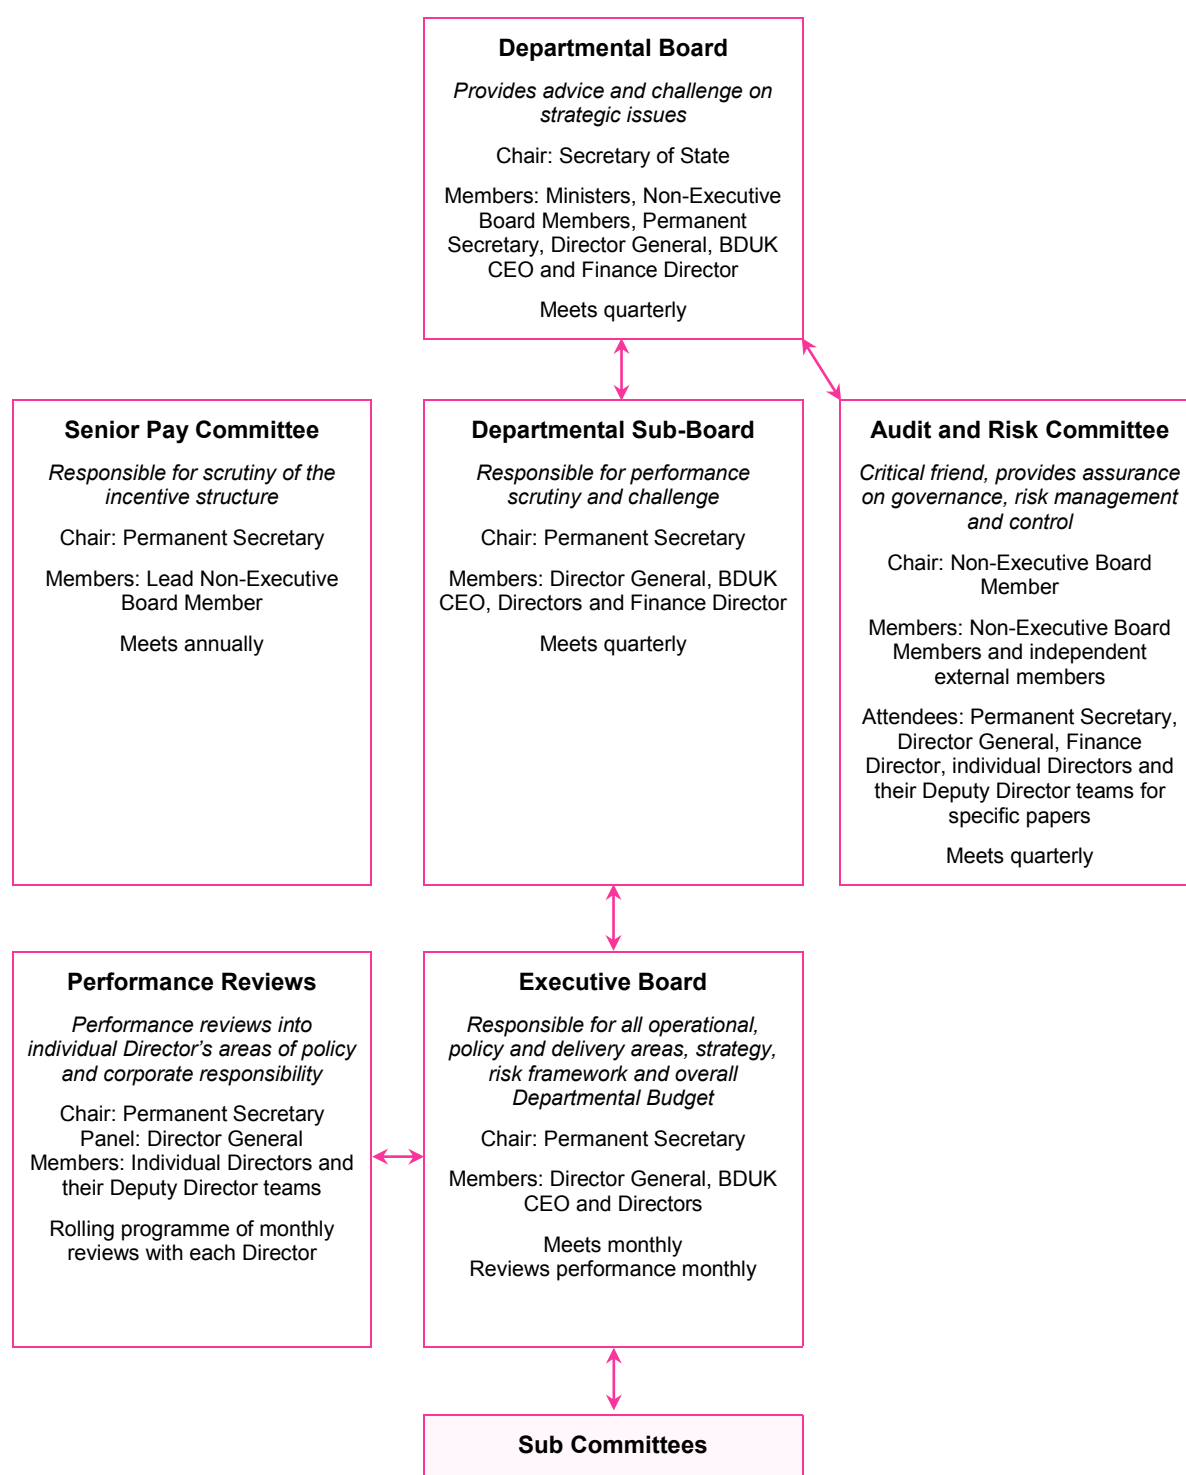 Departmental Board
Provides advice and challenge on
strategic issues
Chair: Secretary of State
Members: Ministers, Non-Executive
Board Members, Permanent
Secretary, Director General, BDUK
CEO and Finance Director
Meets quarterly
Senior Pay Committee
Responsible for scrutiny of the
incentive structure
Chair: Permanent Secretary
Members: Lead Non-Executive
Board Member
Meets annually
Departmental Sub-Board
Responsible for performance
scrutiny and challenge
Chair: Permanent Secretary
Members: Director General, BDUK
CEO, Directors and Finance Director
Meets quarterly
Audit and Risk Committee
Critical friend, provides assurance
on governance, risk management
and control
Chair: Non-Executive Board
Member
Members: Non-Executive Board
Members and independent
external members
Attendees: Permanent Secretary,
Director General, Finance
Director, individual Directors and
their Deputy Director teams for
specific papers
Meets quarterly
Performance Reviews
Performance reviews into
individual Director’s areas of policy
and corporate responsibility
Chair: Permanent Secretary
Panel: Director General
Members: Individual Directors and
their Deputy Director teams
Rolling programme of monthly
reviews with each Director
Executive Board
Responsible for all operational,
policy and delivery areas, strategy,
risk framework and overall
Departmental Budget
Chair: Permanent Secretary
Members: Director General, BDUK
CEO and Directors
Meets monthly
Reviews performance monthly
Sub Committees